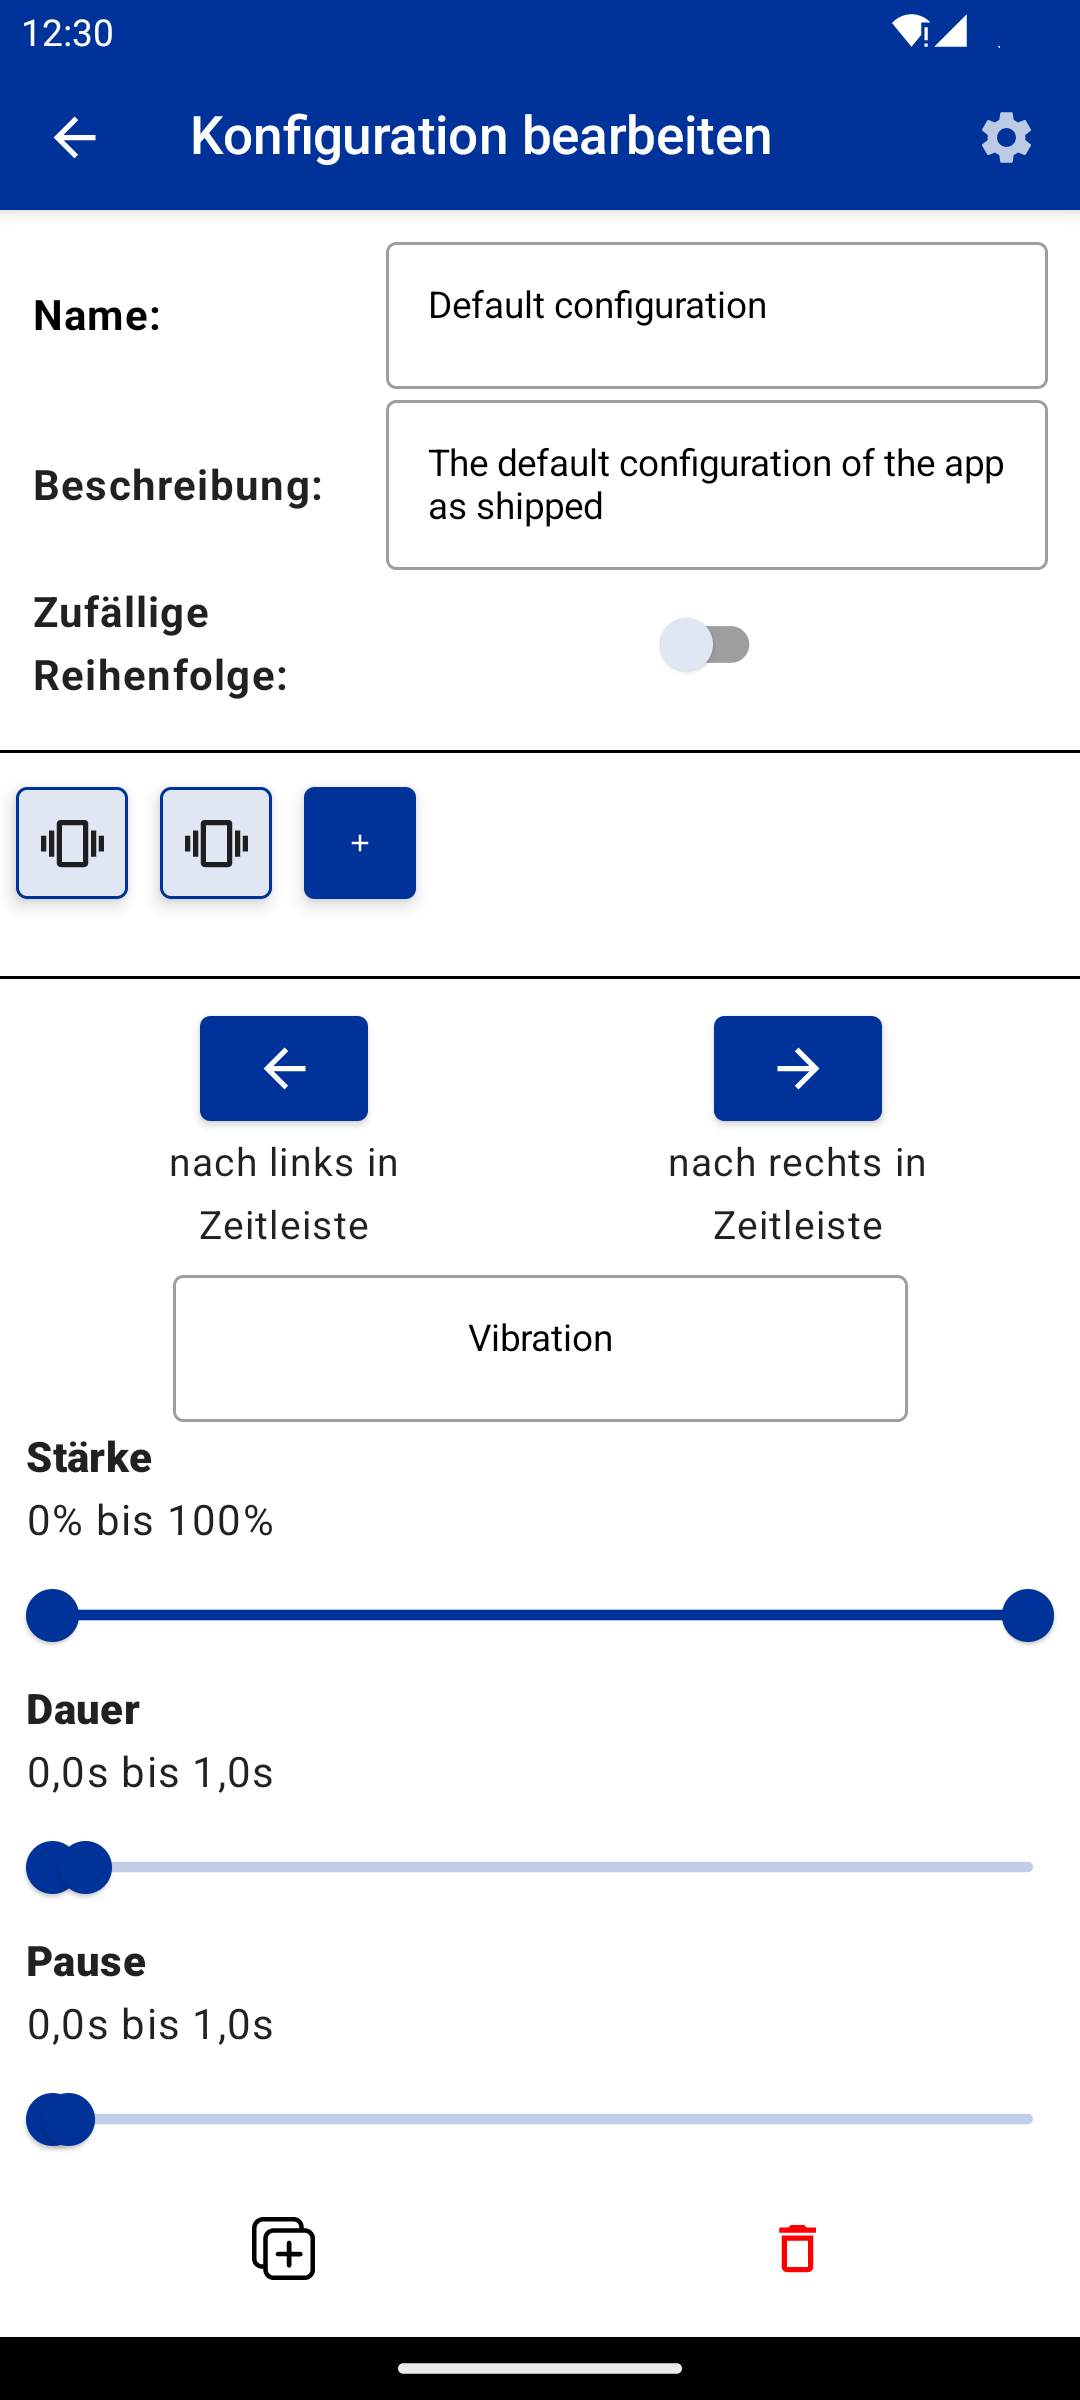 12:30
Konfiguration bearbeiten
Name:
Default configuration
Beschreibung:
The default configuration of the app
as shipped
Zufällige
Reihenfolge:
+
nach links in
Zeitleiste
nach rechts in
Zeitleiste
Vibration
Stärke
0% bis 100%
Dauer
0,0s bis 1,0s
Pause
0,0s bis 1,0s